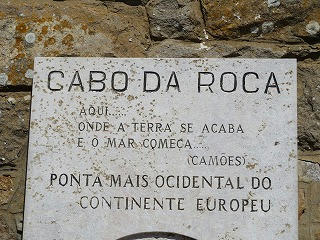 CABO DA ROCA
AQUI.....
ONDE A TERRA SE ACABA
E O MAR COMEÇA...
(CAMÕES)
PONTA MAIS OCIDENTAL DO
CONTINENTE EUROPEU